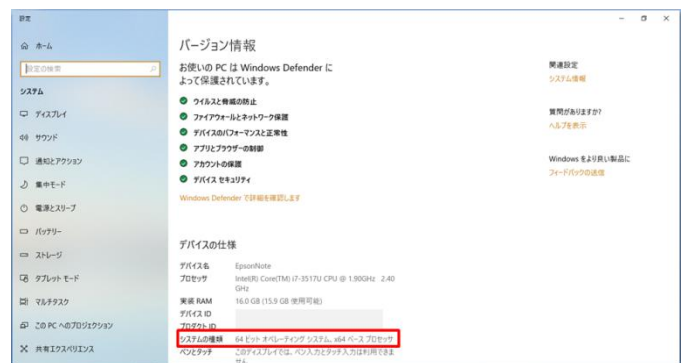 設定
ホーム
設定の検索
システム
ディスプレイ
サウンド
通知とアクション
集中モード
電源とスリープ
バッテリー
ストレージ
タブレット モード
マルチタスク
この PC へのプロジェクション
共有エクスペリエンス
バージョン情報
お使いの PC は Windows Defender に
よって保護されています。
ウイルスと脅威の防止
ファイアウォールとネットワーク保護
デバイスのパフォーマンスと正常性
アプリとブラウザーの制御
アカウントの保護
デバイス セキュリティ
Windows Defender で詳細を確認します
デバイスの仕様
デバイス名 EpsonNote
プロセッサ Intel(R) Core(TM) i7-3517U CPU @ 1.90GHz 2.40
GHz
実装 RAM 16.0 GB (15.9 GB 使用可能)
デバイス ID
プロダクト ID
システムの種類 64 ビット オペレーティング システム、x64 ベース プロセッサ
ペンとタッチ このディスプレイでは、ペン入力とタッチ入力は利用できま
せん
関連設定
システム情報
質問がありますか?
ヘルプを表示
Windows をより良い製品に
フィードバックの送信